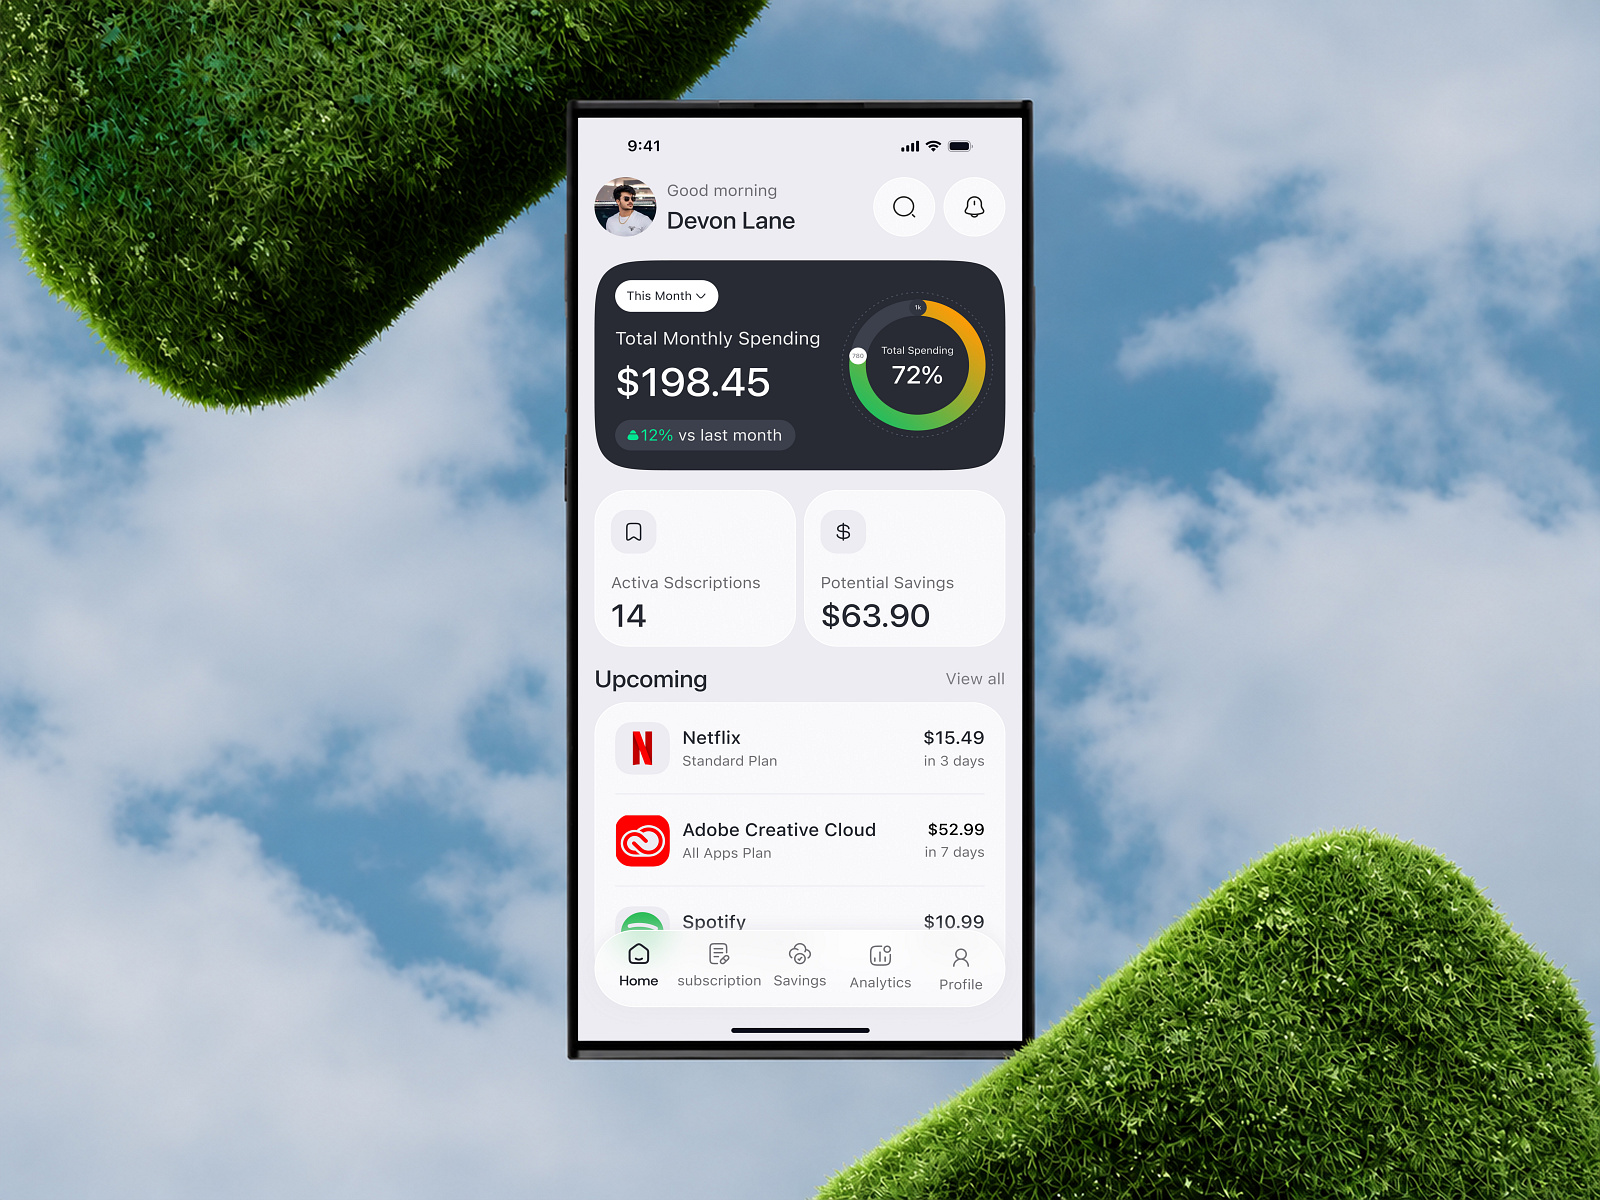 9:41
Good morning
Devon Lane
This Month
Total Monthly Spending
$198.45
12% vs last month
1k
780
Total Spending
72%
Activa Sdscriptions
14
Potential Savings
$63.90
Upcoming
View all
Netflix
$15.49
Standard Plan
in 3 days
Adobe Creative Cloud
$52.99
All Apps Plan
in 7 days
Spotify
$10.99
Home
subscription
Savings
Analytics
Profile